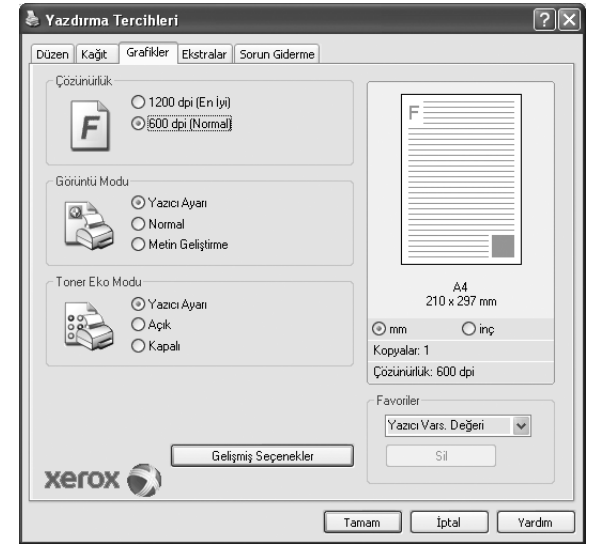 Yazdırma Tercihleri
Düzen Kağıt Grafikler Ekstralar Sorun Giderme
Çözünürlük
1200 dpi (En İyi)
600 dpi (Normal)
F
Görüntü Modu
Yazıcı Ayarı
Normal
Metin Geliştirme
Toner Eko Modu
Yazıcı Ayarı
Açık
Kapalı
Gelişmiş Seçenekler
xerox
F
A4
210 x 297 mm
mm inç
Kopyalar: 1
Çözünürlük: 600 dpi
Favoriler
Yazıcı Vars. Değeri
Sil
Tamam İptal Yardım